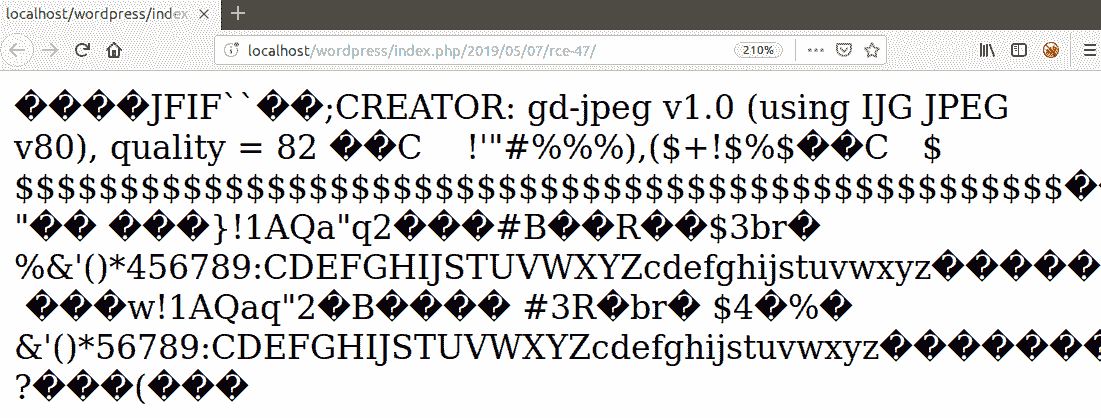 localhost/wordpress/index
localhost/wordpress/index.php/2019/05/07/rce-47/
210%
����JFIF``��;CREATOR: gd-jpeg v1.0 (using IJG JPEG
v80), quality = 82 ��C !'"#%%%),($+!$%$��C $
$$$$$$$$$$$$$$$$$$$$$$$$$$$$$$$$$$$$$$$$$$$$$$$$$$��
"�� ���}!1AQa"q2���#B��R��$3br�
%&'()*456789:CDEFGHIJSTUVWXYZcdefghijstuvwxyz�����
���w!1AQaq"2�B���� #3R�br� $4�%�
&'()*56789:CDEFGHIJSTUVWXYZcdefghijstuvwxyz�������
?���(���